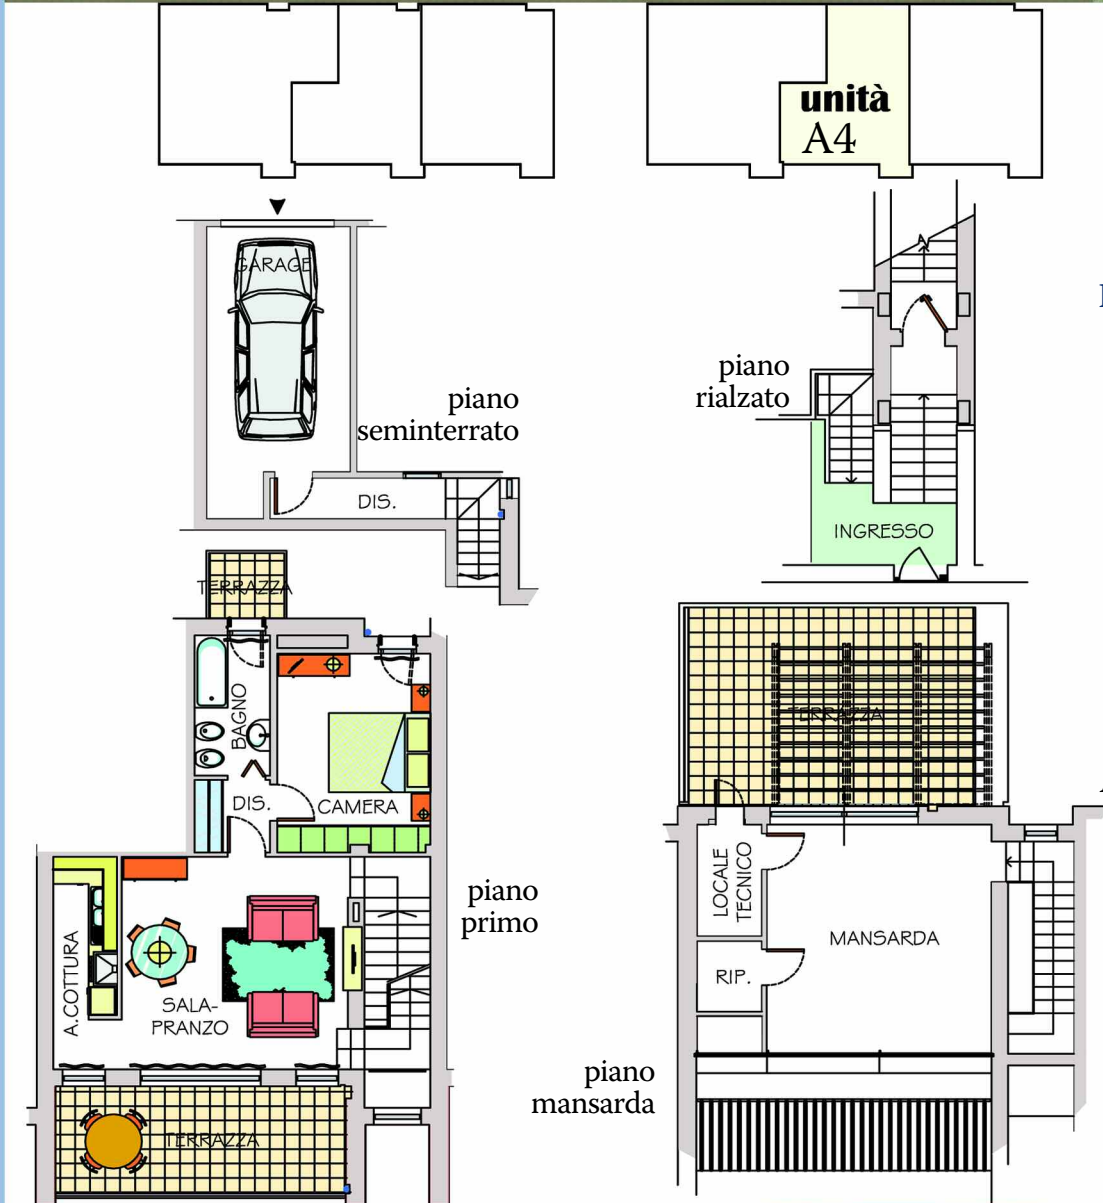 unità
A4
GARAGE
piano
seminterrato
DIS.
piano
rialzato
INGRESSO
TERRAZZA
BAGNO
DIS.
CAMERA
A.COTTURA
SALA-
PRANZO
TERRAZZA
piano
primo
TERRAZZA
LOCALE
TECNICO
MANSARDA
RIP.
piano
mansarda